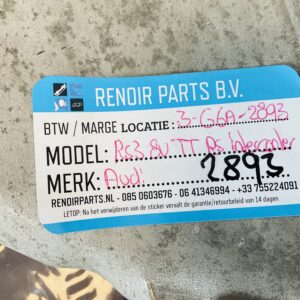 RENOIR PARTS B.V.
BTW / MARGE LOCATIE : 3-G6A-2893
MODEL: RS3 8V TT RS intercooler
MERK: Audi 2893
RENOIRPARTS.NL - 085 0603676 - 06 41346994 - +33 755224091
LETOP: Na het verwijderen van de sticker vervalt de garantie/retourbeleid van 14 dagen